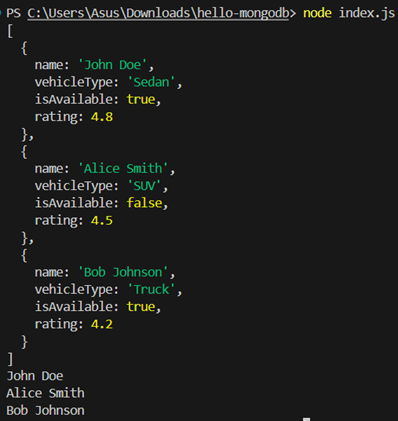 PS C:\Users\Asus\Downloads\hello-mongodb> node index.js
[
  {
    name: 'John Doe',
    vehicleType: 'Sedan',
    isAvailable: true,
    rating: 4.8
  },
  {
    name: 'Alice Smith',
    vehicleType: 'SUV',
    isAvailable: false,
    rating: 4.5
  },
  {
    name: 'Bob Johnson',
    vehicleType: 'Truck',
    isAvailable: true,
    rating: 4.2
  }
]
John Doe
Alice Smith
Bob Johnson